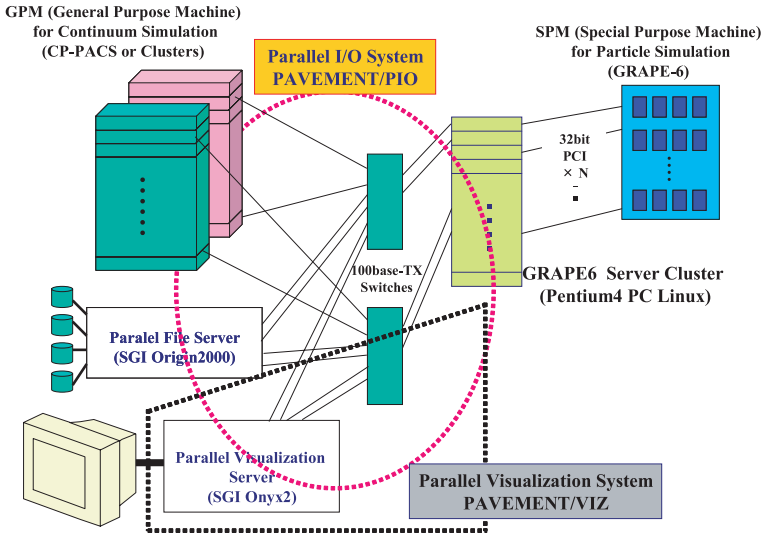 GPM (General Purpose Machine)
for Continuum Simulation
(CP-PACS or Clusters)
Parallel I/O System
PAVEMENT/PIO
SPM (Special Purpose Machine)
for Particle Simulation
(GRAPE-6)
32bit
PCI
× N
100base-TX
Switches
GRAPE6 Server Cluster
(Pentium4 PC Linux)
Paralel File Server
(SGI Origin2000)
Parallel Visualization
Server
(SGI Onyx2)
Parallel Visualization System
PAVEMENT/VIZ